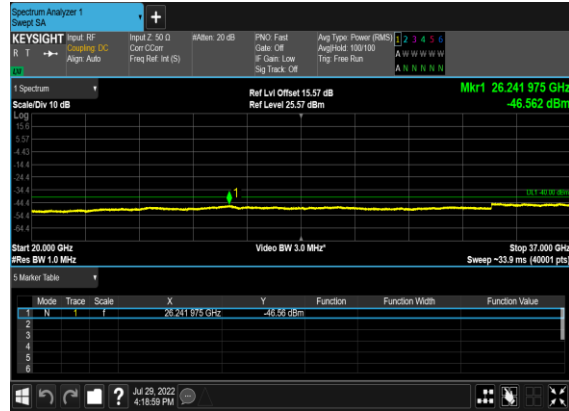 Spectrum Analyzer 1
Swept SA
+
KEYSIGHT Input: RF Input Z: 50 Ω #Atten: 20 dB PNO: Fast Avg Type: Power (RMS) 1 2 3 4 5 6
R T Coupling: DC Corr CCorr Gate: Off Avg|Hold: 100/100 A W W W W W
Align: Auto Freq Ref: Int (S) IF Gain: Low Trig: Free Run
Sig Track: Off A N N N N N
1 Spectrum Ref Lvl Offset 15.57 dB Mkr1 26.241 975 GHz
Scale/Div 10 dB Ref Level 25.57 dBm -46.562 dBm
Log
15.6
5.57
-4.43
-14.4
-24.4
-34.4 DL1 -40.00 dBm
1
-44.4
-54.4
-64.4
Start 20.000 GHz Video BW 3.0 MHz* Stop 37.000 GHz
#Res BW 1.0 MHz Sweep ~33.9 ms (40001 pts)
5 Marker Table
Mode Trace Scale X Y Function Function Width Function Value
1 N 1 f 26.241 975 GHz -46.56 dBm
2
3
4
5
6
? Jul 29, 2022
4:18:59 PM